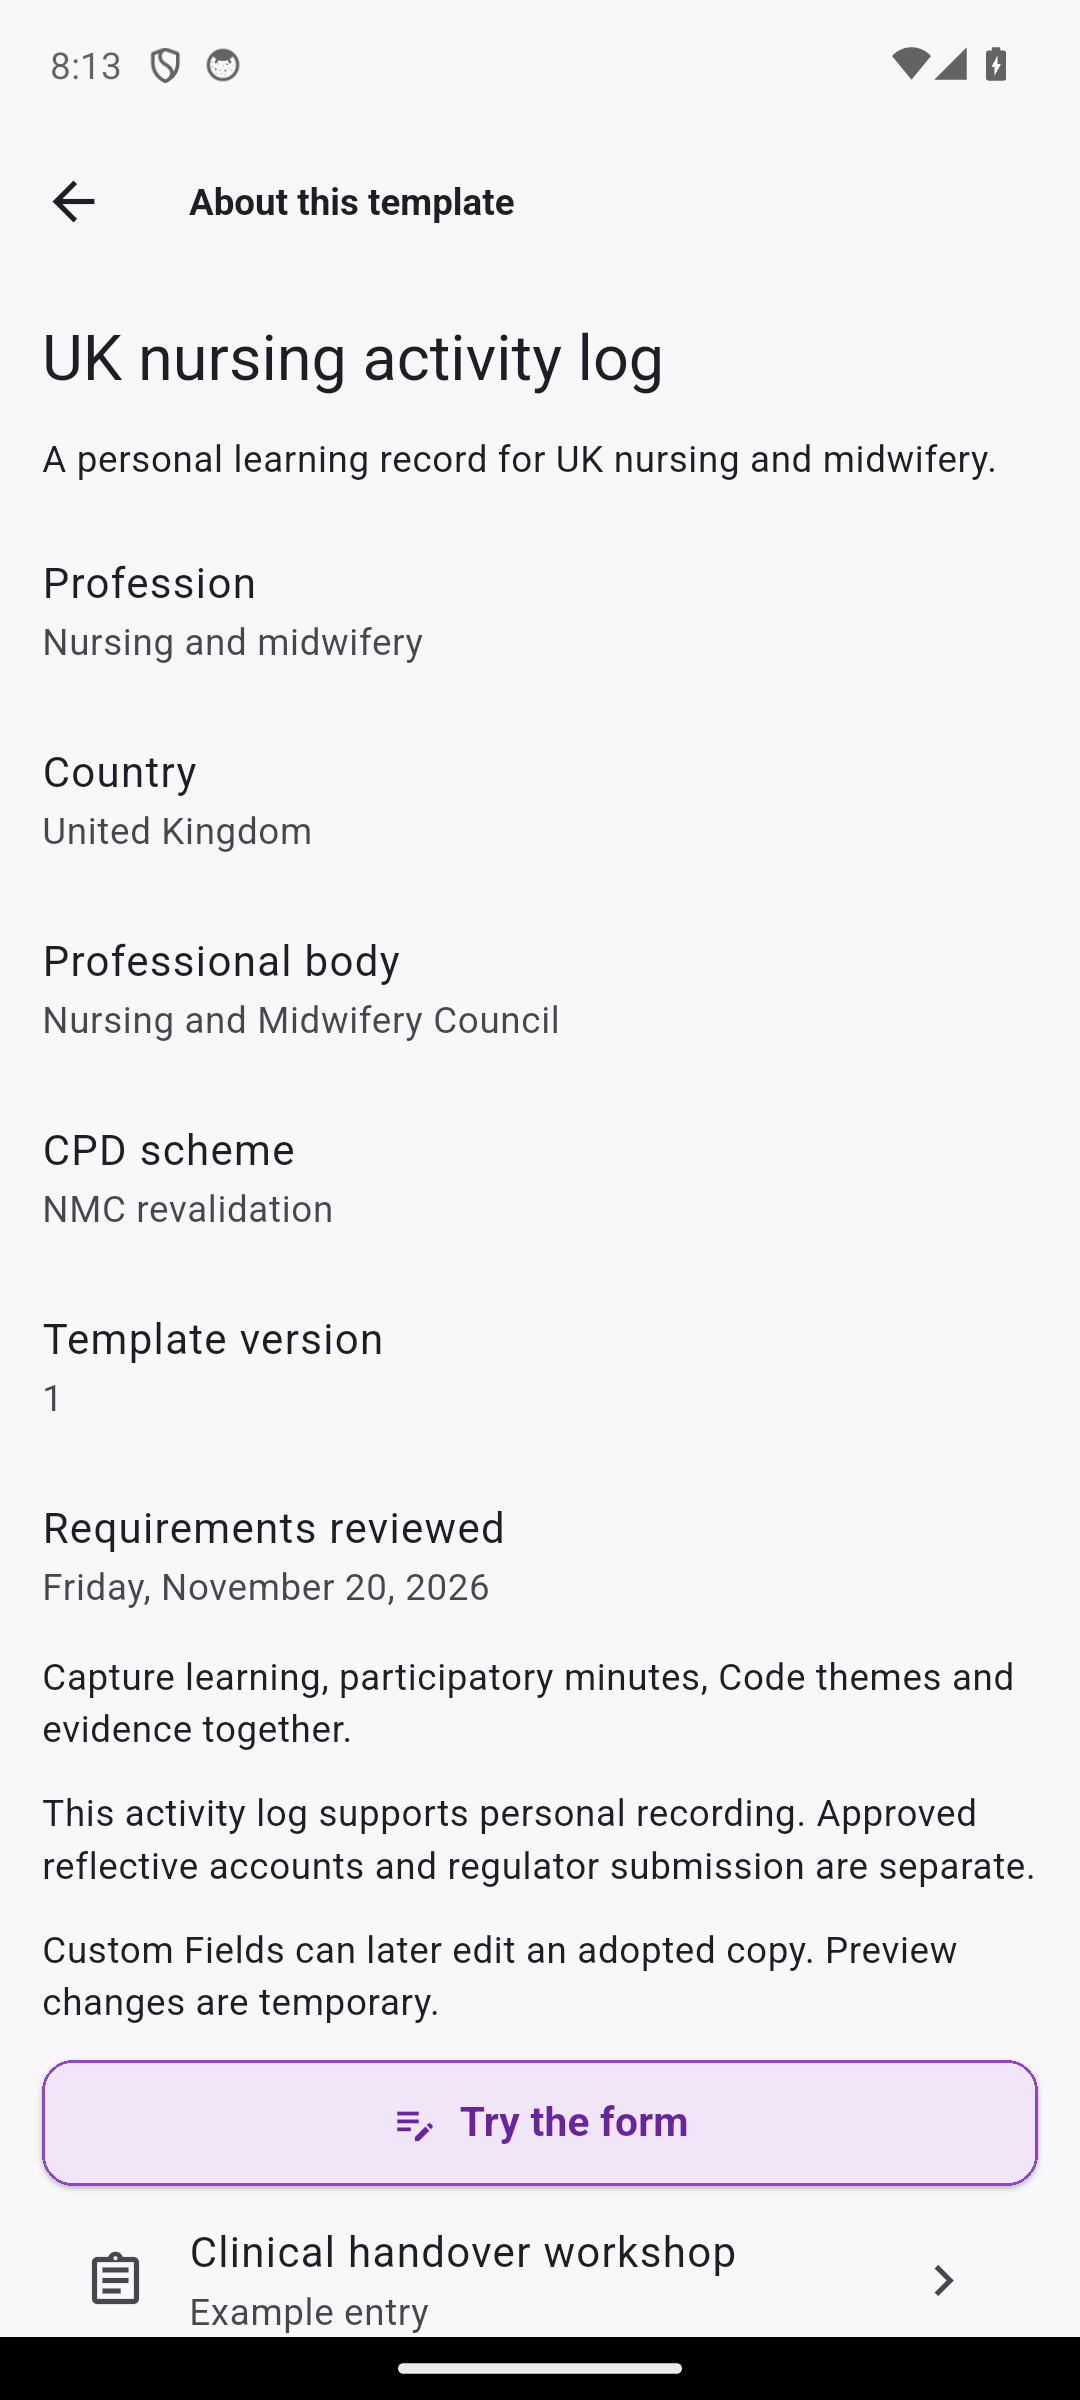 8:13
About this template
UK nursing activity log
A personal learning record for UK nursing and midwifery.
Profession
Nursing and midwifery
Country
United Kingdom
Professional body
Nursing and Midwifery Council
CPD scheme
NMC revalidation
Template version
1
Requirements reviewed
Friday, November 20, 2026
Capture learning, participatory minutes, Code themes and
evidence together.
This activity log supports personal recording. Approved
reflective accounts and regulator submission are separate.
Custom Fields can later edit an adopted copy. Preview
changes are temporary.
Try the form
Clinical handover workshop
Example entry